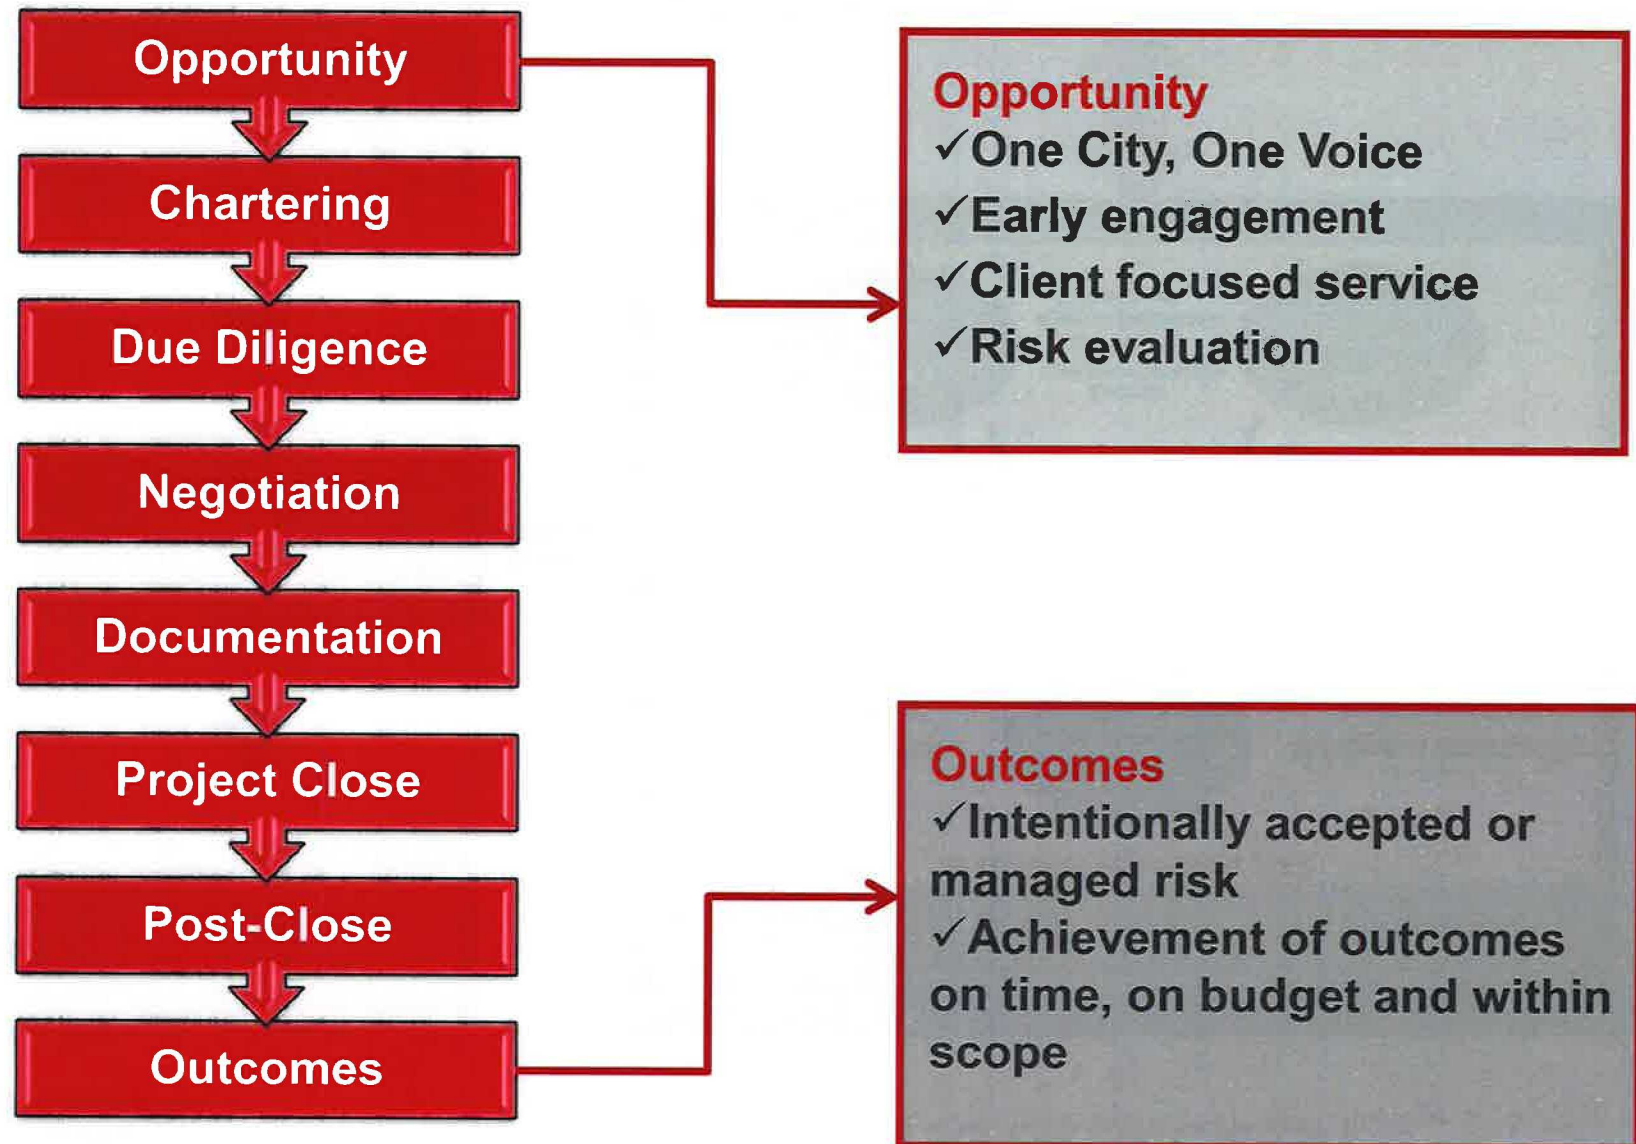 Opportunity
Chartering
Due Diligence
Negotiation
Documentation
Project Close
Post-Close
Outcomes
Opportunity
✓One City, One Voice
✓Early engagement
✓Client focused service
✓Risk evaluation
Outcomes
✓Intentionally accepted or
managed risk
✓Achievement of outcomes
on time, on budget and within
scope